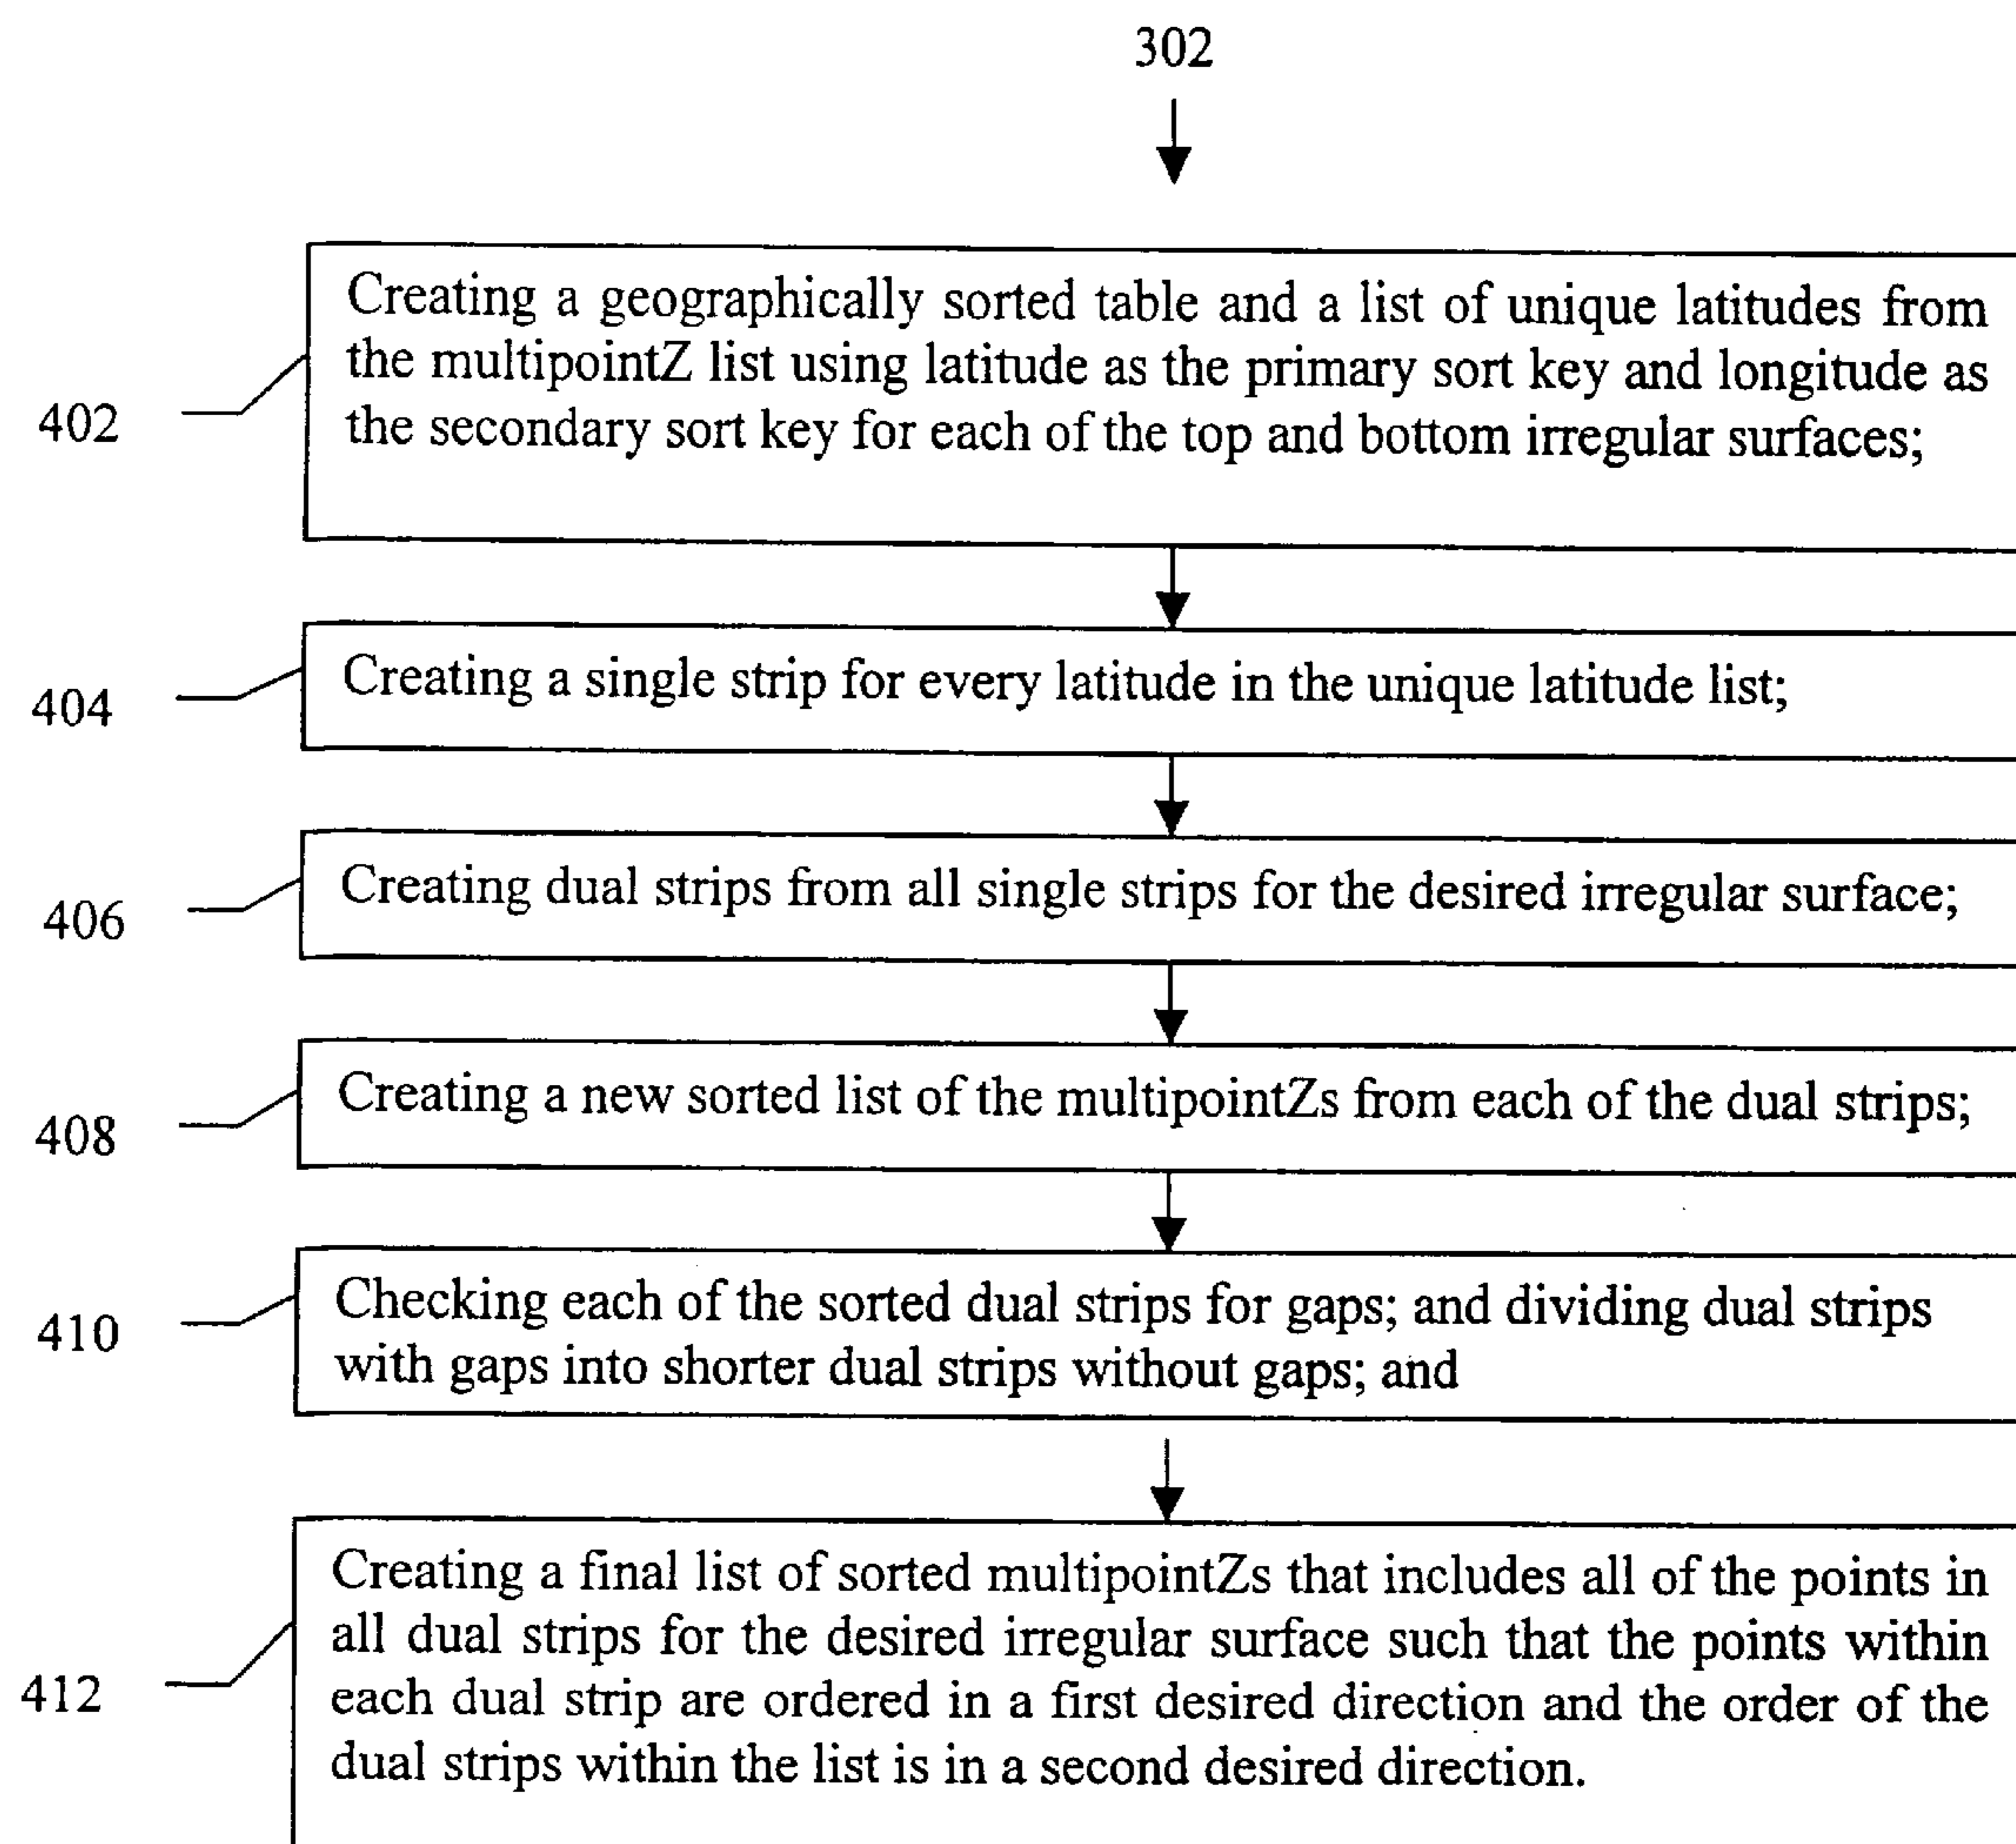 302
Creating a geographically sorted table and a list of unique latitudes from
the multipointZ list using latitude as the primary sort key and longitude as
the secondary sort key for each of the top and bottom irregular surfaces;
402
Creating a single strip for every latitude in the unique latitude list;
404
Creating dual strips from all single strips for the desired irregular surface;
406
Creating a new sorted list of the multipointZs from each of the dual strips;
408
Checking each of the sorted dual strips for gaps; and dividing dual strips
with gaps into shorter dual strips without gaps; and
410
Creating a final list of sorted multipointZs that includes all of the points in
all dual strips for the desired irregular surface such that the points within
each dual strip are ordered in a first desired direction and the order of the
dual strips within the list is in a second desired direction.
412